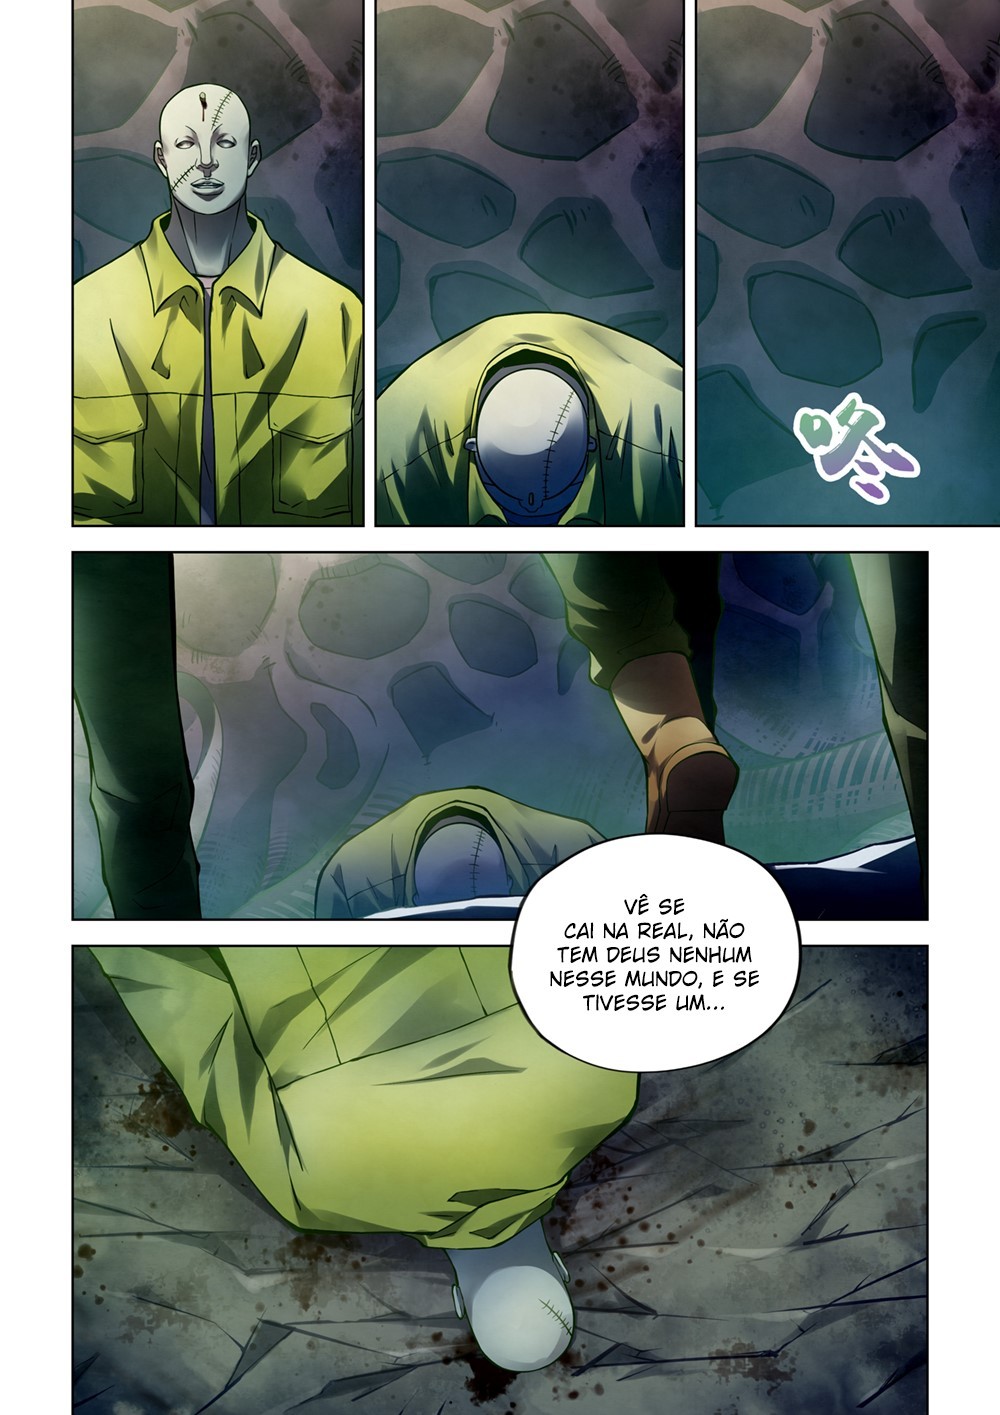 咚
VÊ SE
CAI NA REAL, NÃO
TEM DEUS NENHUM
NESSE MUNDO, E SE
TIVESSE UM...